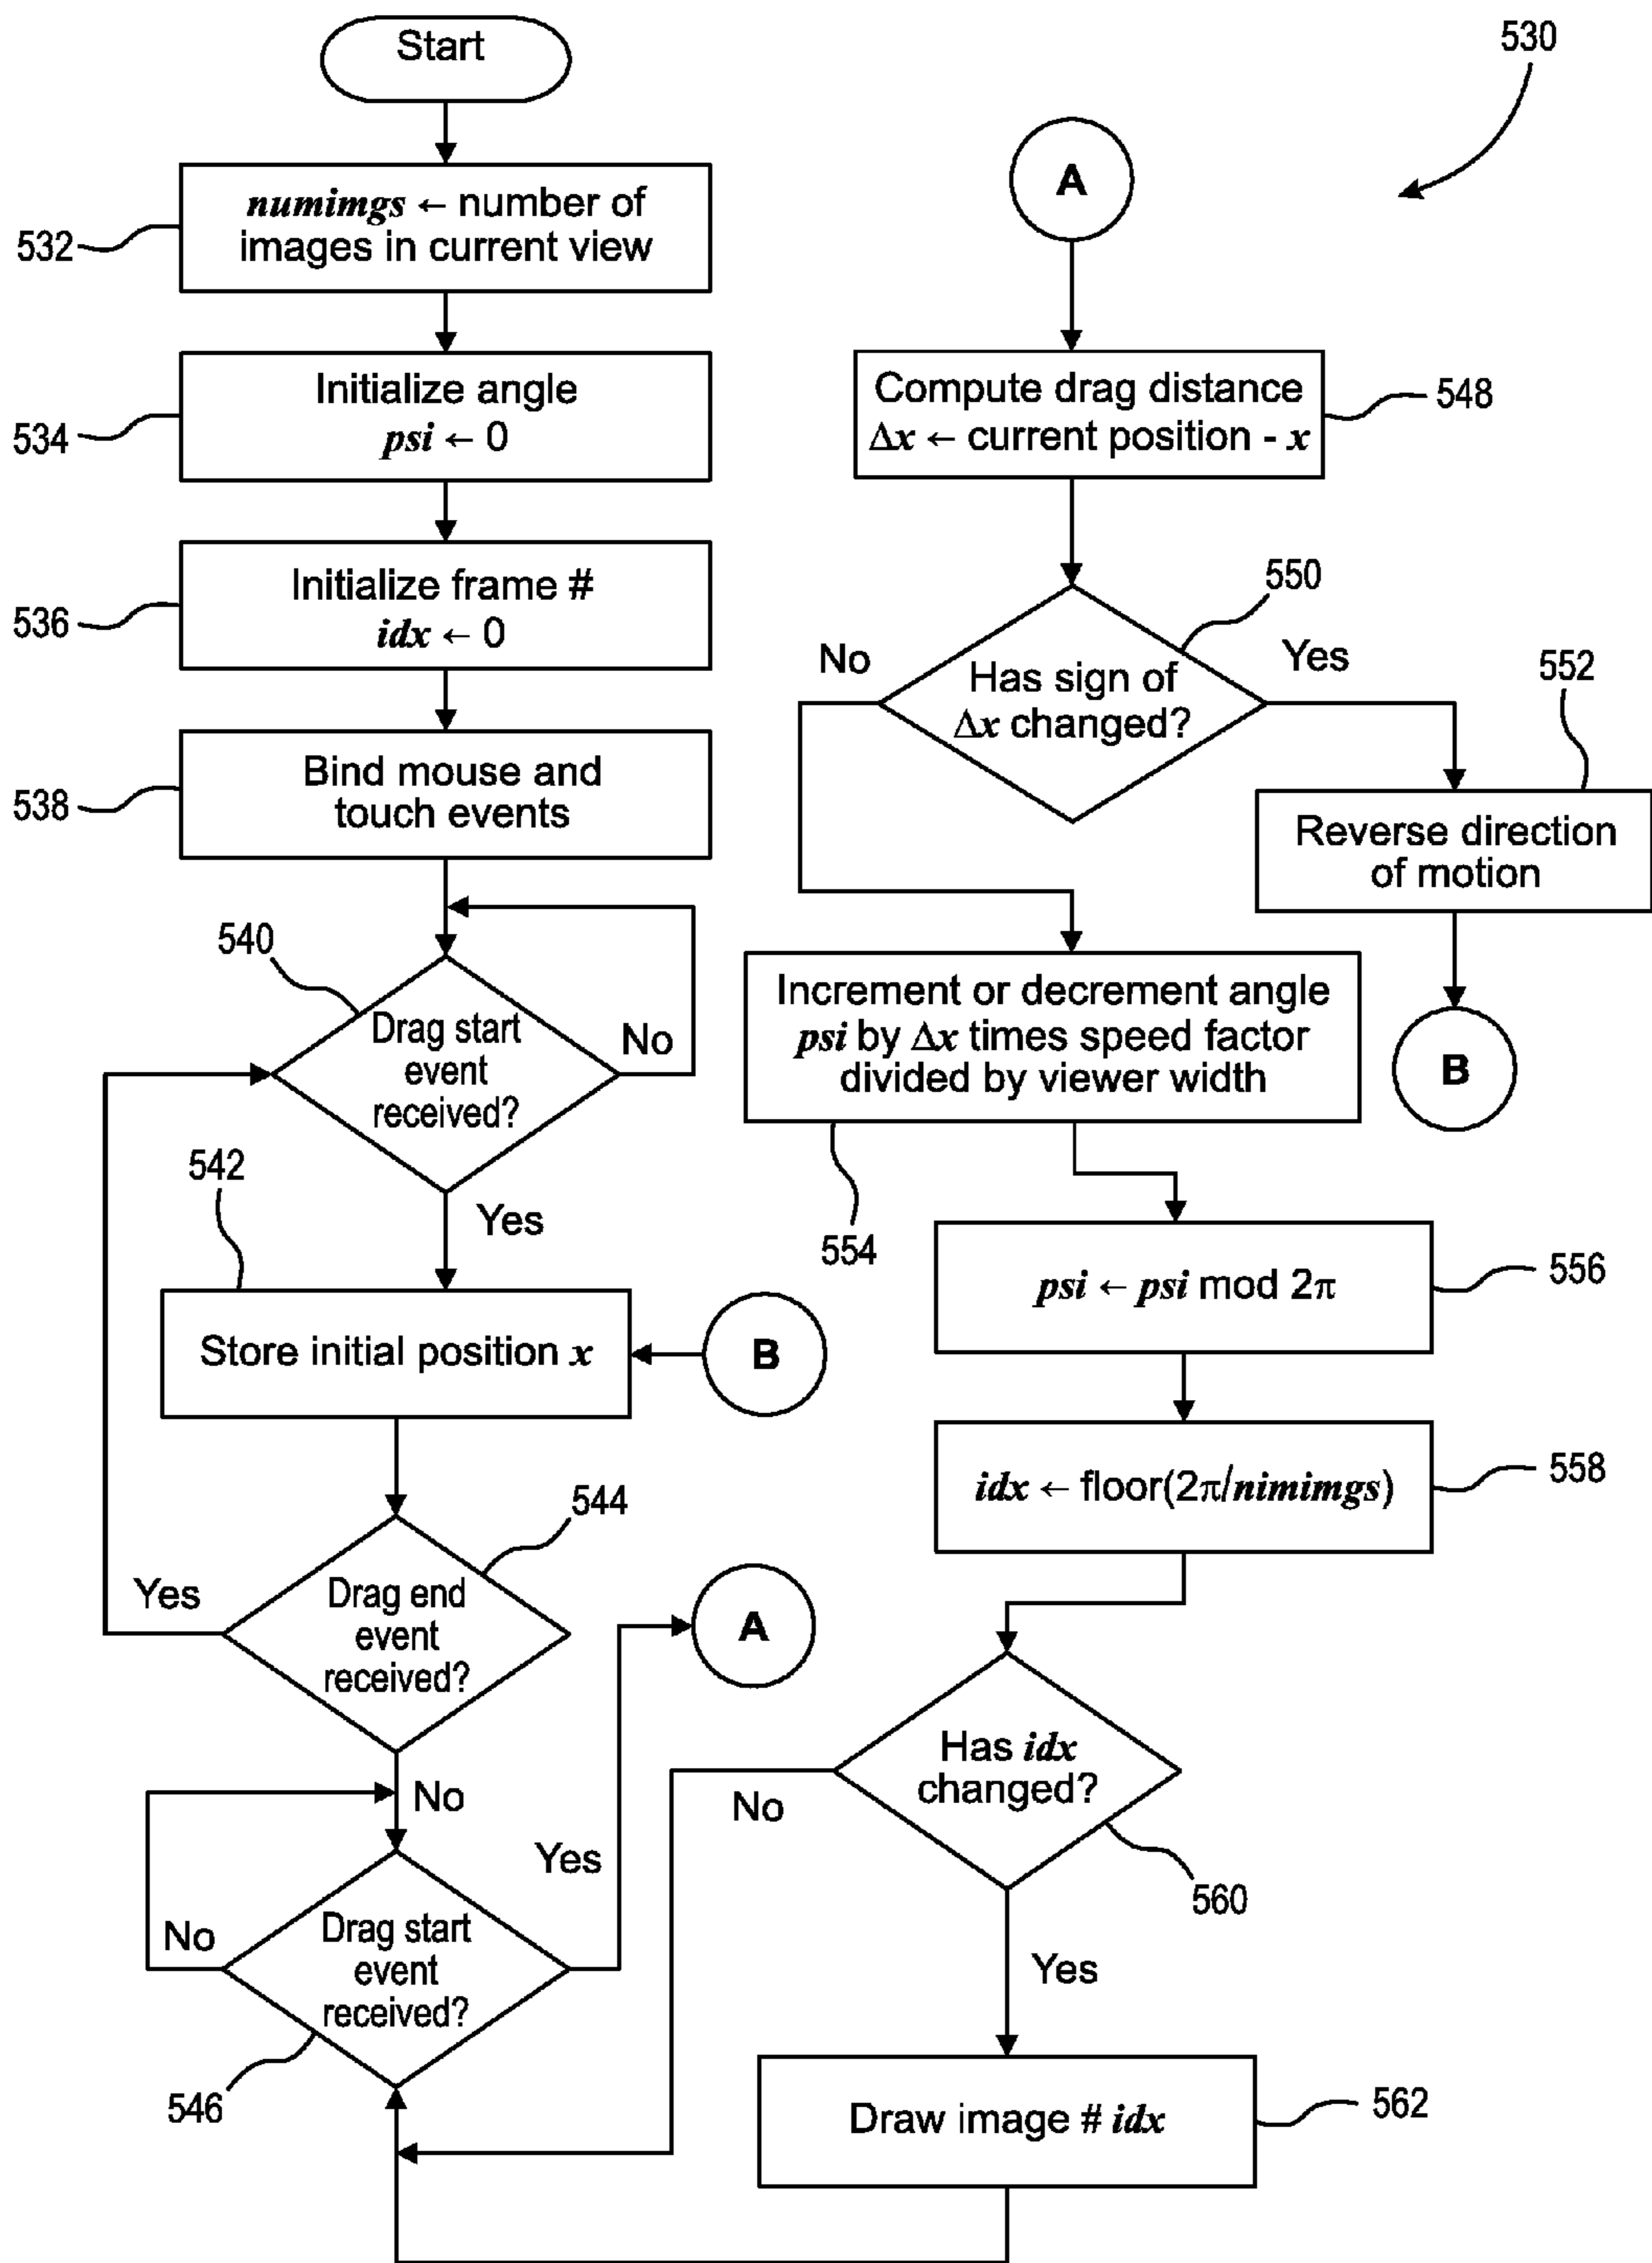 Start
530
numimgs ← number of
images in current view
532
A
Initialize angle
psi ← 0
534
Compute drag distance
Δx ← current position - x
548
Initialize frame #
idx ← 0
536
550
No
Yes
552
Has sign of
Δx changed?
Bind mouse and
touch events
538
Reverse direction
of motion
540
Drag start
event
received?
No
Increment or decrement angle
psi by Δx times speed factor
divided by viewer width
B
542
Yes
554
psi ← psi mod 2π
556
Store initial position x
B
idx ← floor(2π/nimimgs)
558
544
Yes
Drag end
event
received?
A
Has idx
changed?
No
No
Yes
560
No
Drag start
event
received?
Yes
546
Draw image # idx
562